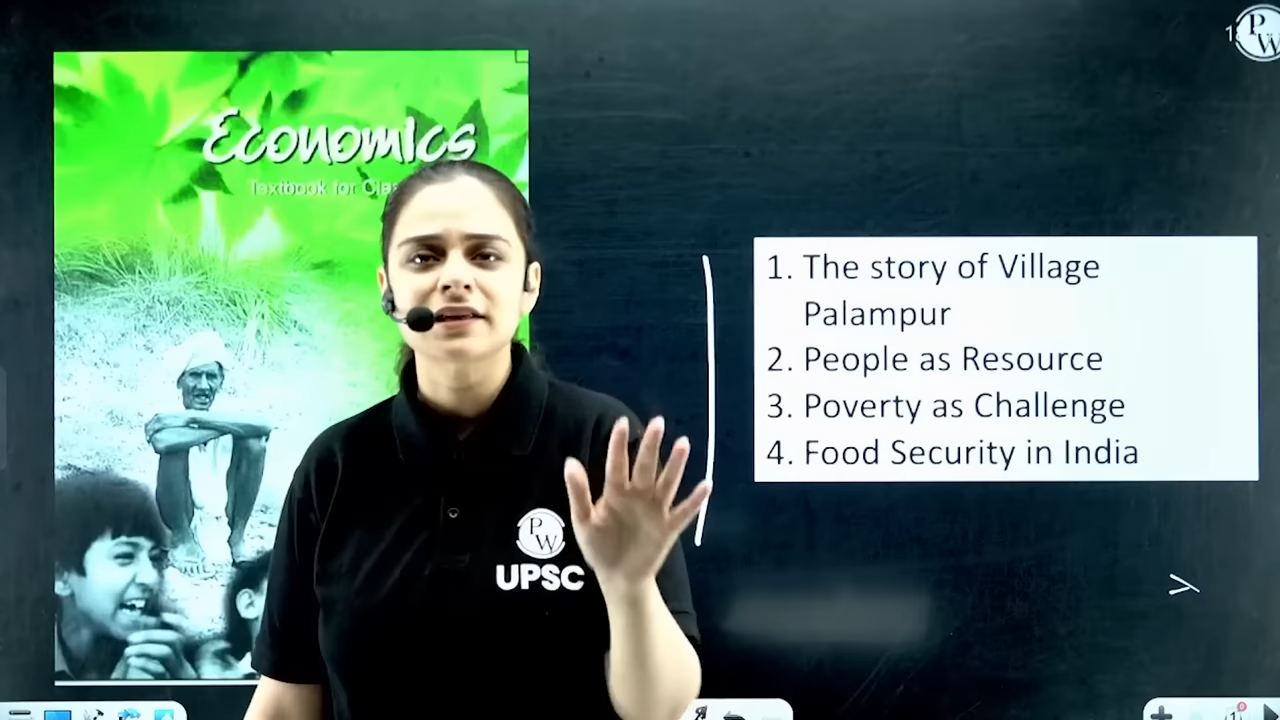 Economics
Textbook for Clas
P
W
1. The story of Village
Palampur
2. People as Resource
3. Poverty as Challenge
4. Food Security in India
P
W
UPSC